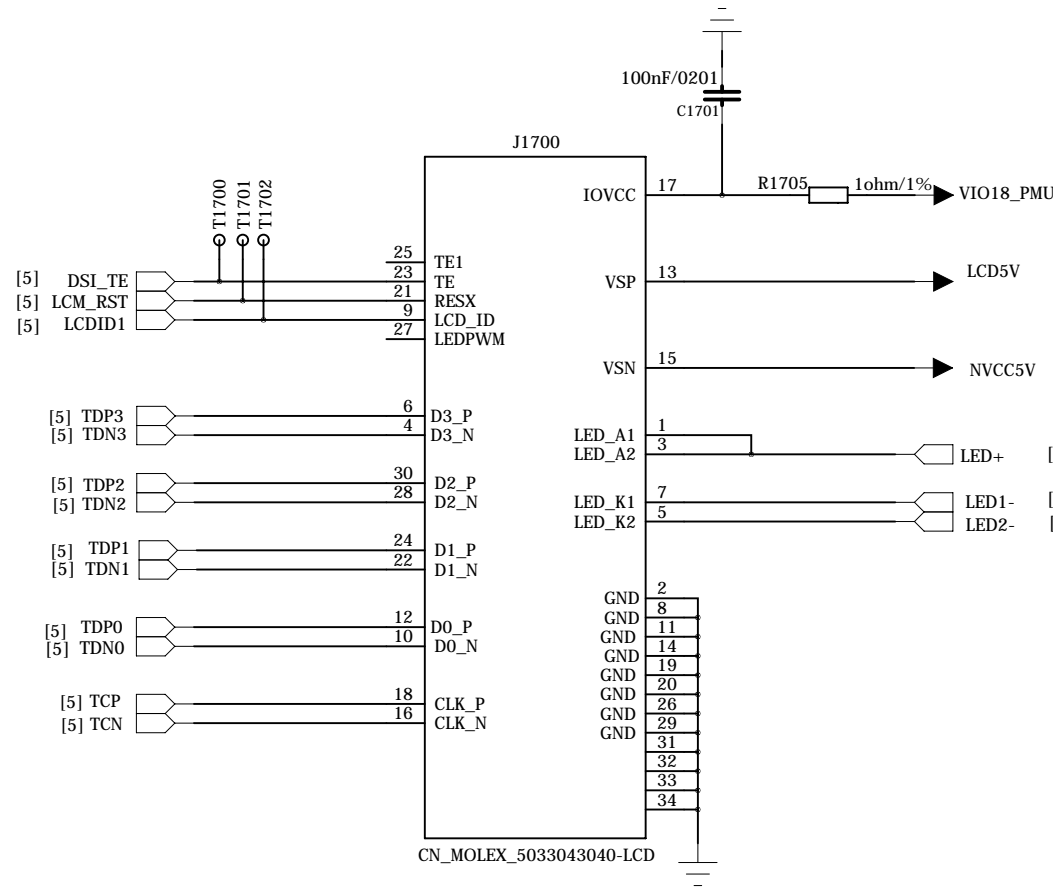 100nF/0201
C1701
J1700
T1700
T1701
T1702
IOVCC 17 R1705 1ohm/1% VIO18_PMU
25 TE1
[5] DSI_TE 23 TE
VSP 13 LCD5V
[5] LCM_RST 21 RESX
[5] LCDID1 9 LCD_ID
27 LEDPWM
VSN 15 NVCC5V
[5] TDP3 6 D3_P
[5] TDN3 4 D3_N
LED_A1 1
LED_A2 3 LED+ [
[5] TDP2 30 D2_P
[5] TDN2 28 D2_N
LED_K1 7 LED1- [
LED_K2 5 LED2- [
[5] TDP1 24 D1_P
[5] TDN1 22 D1_N
[5] TDP0 12 D0_P
[5] TDN0 10 D0_N
[5] TCP 18 CLK_P
[5] TCN 16 CLK_N
GND 2
GND 8
GND 11
GND 14
GND 19
GND 20
GND 26
GND 29
31
32
33
34
CN_MOLEX_5033043040-LCD